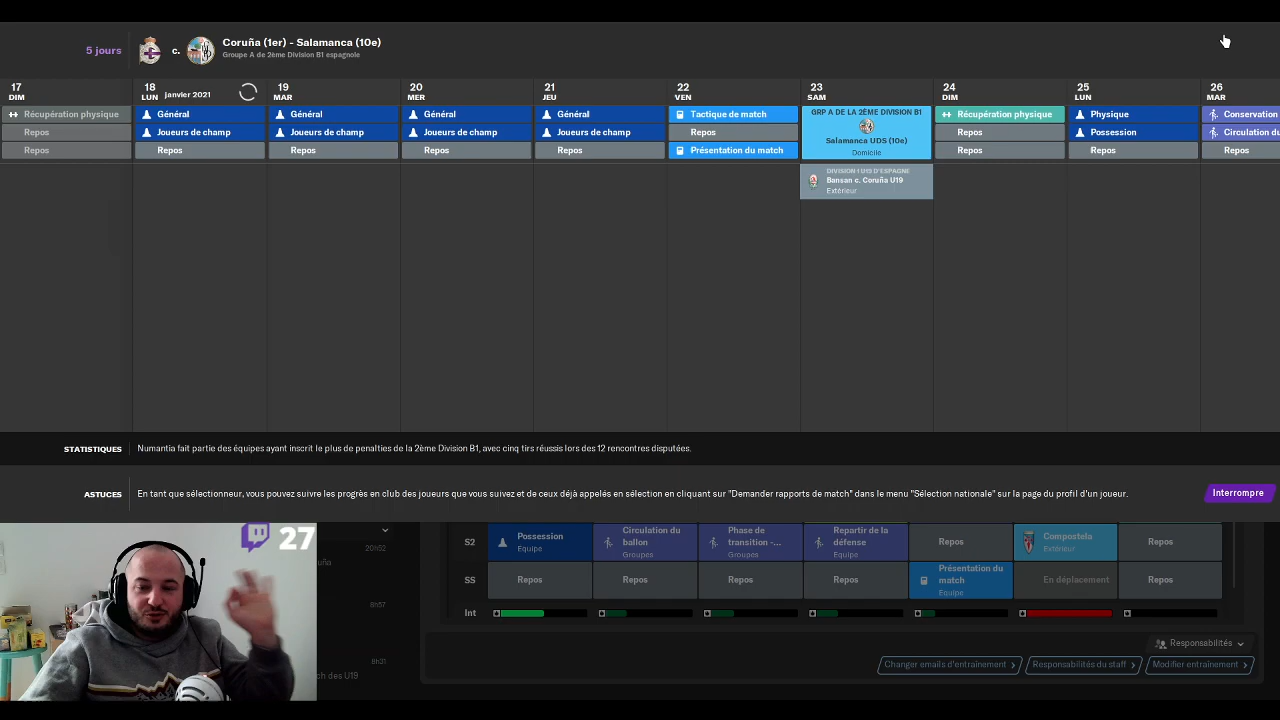 5 jours
c.
Coruña (1er) - Salamanca (10e)
Groupe A de 2ème Division B1 espagnole
17
DIM
18
LUN
janvier 2021
19
MAR
20
MER
21
JEU
22
VEN
23
SAM
24
DIM
25
LUN
26
MAR
Récupération physique
Repos
Repos
Général
Joueurs de champ
Repos
Général
Joueurs de champ
Repos
Général
Joueurs de champ
Repos
Général
Joueurs de champ
Repos
Tactique de match
Repos
Présentation du match
GRP A DE LA 2ÈME DIVISION B1
Salamanca UDS (10e)
Domicile
DIVISION 1 U19 D'ESPAGNE
Bansan c. Coruña U19
Extérieur
Récupération physique
Repos
Repos
Physique
Possession
Repos
Conservation
Circulation du
Repos
STATISTIQUES
Numantia fait partie des équipes ayant inscrit le plus de penalties de la 2ème Division B1, avec cinq tirs réussis lors des 12 rencontres disputées.
ASTUCES
En tant que sélectionneur, vous pouvez suivre les progrès en club des joueurs que vous suivez et de ceux déjà appelés en sélection en cliquant sur "Demander rapports de match" dans le menu "Sélection nationale" sur la page du profil d'un joueur.
Interrompre
27
20h52
8h57
8h31
ch des U19
S2
Possession
Equipe
Circulation du
ballon
Groupes
Phase de
transition -...
Groupes
Repartir de la
défense
Equipe
Repos
Compostela
Extérieur
Repos
SS
Repos
Repos
Repos
Repos
Présentation du
match
Equipe
En déplacement
Repos
Int
Responsabilités
Changer emails d'entraînement
Responsabilités du staff
Modifier entraînement